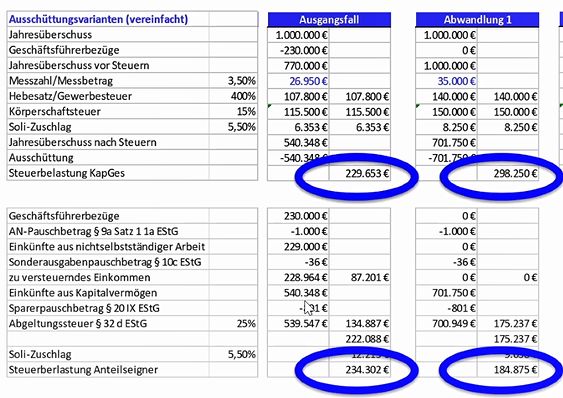 Ausschüttungsvarianten (vereinfacht) Ausgangsfall Abwandlung 1
Jahresüberschuss 1.000.000 € 1.000.000 €
Geschäftsführerbezüge -230.000 € 0 €
Jahresüberschuss vor Steuern 770.000 € 1.000.000 €
Messzahl/Messbetrag 3,50% 26.950 € 35.000 €
Hebesatz/Gewerbesteuer 400% 107.800 € 107.800 € 140.000 € 140.000 €
Körperschaftsteuer 15% 115.500 € 115.500 € 150.000 € 150.000 €
Soli-Zuschlag 5,50% 6.353 € 6.353 € 8.250 € 8.250 €
Jahresüberschuss nach Steuern 540.348 € 701.750 €
Ausschüttung -540.348 -701.750
Steuerbelastung KapGes 229.653 € 298.250 €
Geschäftsführerbezüge 230.000 € 0 €
AN-Pauschbetrag § 9a Satz 1 1a EStG -1.000 € -1.000 €
Einkünfte aus nichtselbstständiger Arbeit 229.000 € 0 €
Sonderausgabenpauschbetrag § 10c EStG -36 € -36 €
zu versteuerndes Einkommen 228.964 € 87.201 € 0 € 0 €
Einkünfte aus Kapitalvermögen 540.348 € 701.750 €
Sparerpauschbetrag § 20 IX EStG -801 €
Abgeltungssteuer § 32 d EStG 25% 539.547 € 134.887 € 700.949 € 175.237 €
222.088 € 175.237 €
Soli-Zuschlag 5,50%
Steuerberlastung Anteilseigner 234.302 € 184.875 €